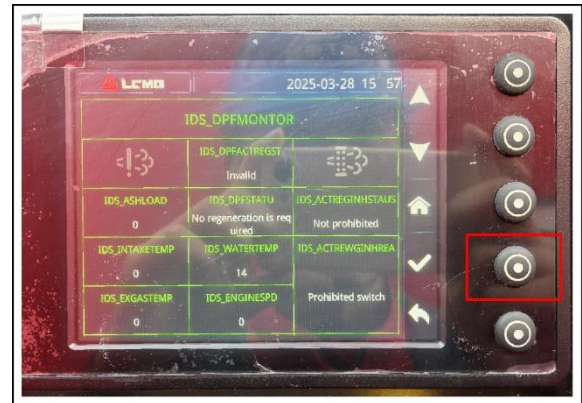 LCMG
2025-03-28 15 57
IDS_DPFMONTOR
IDS_DPFACTREGST
Invalid
IDS_ASHLOAD
0
IDS_DPFSTATU
No regeneration is req
uired
IDS_ACTREGINHSTAUS
Not prohibited
IDS_INTAKETEMP
0
IDS_WATERTEMP
14
IDS_ACTREWGINHREA
Prohibited switch
IDS_EXGASTEMP
0
IDS_ENGINESPD
0